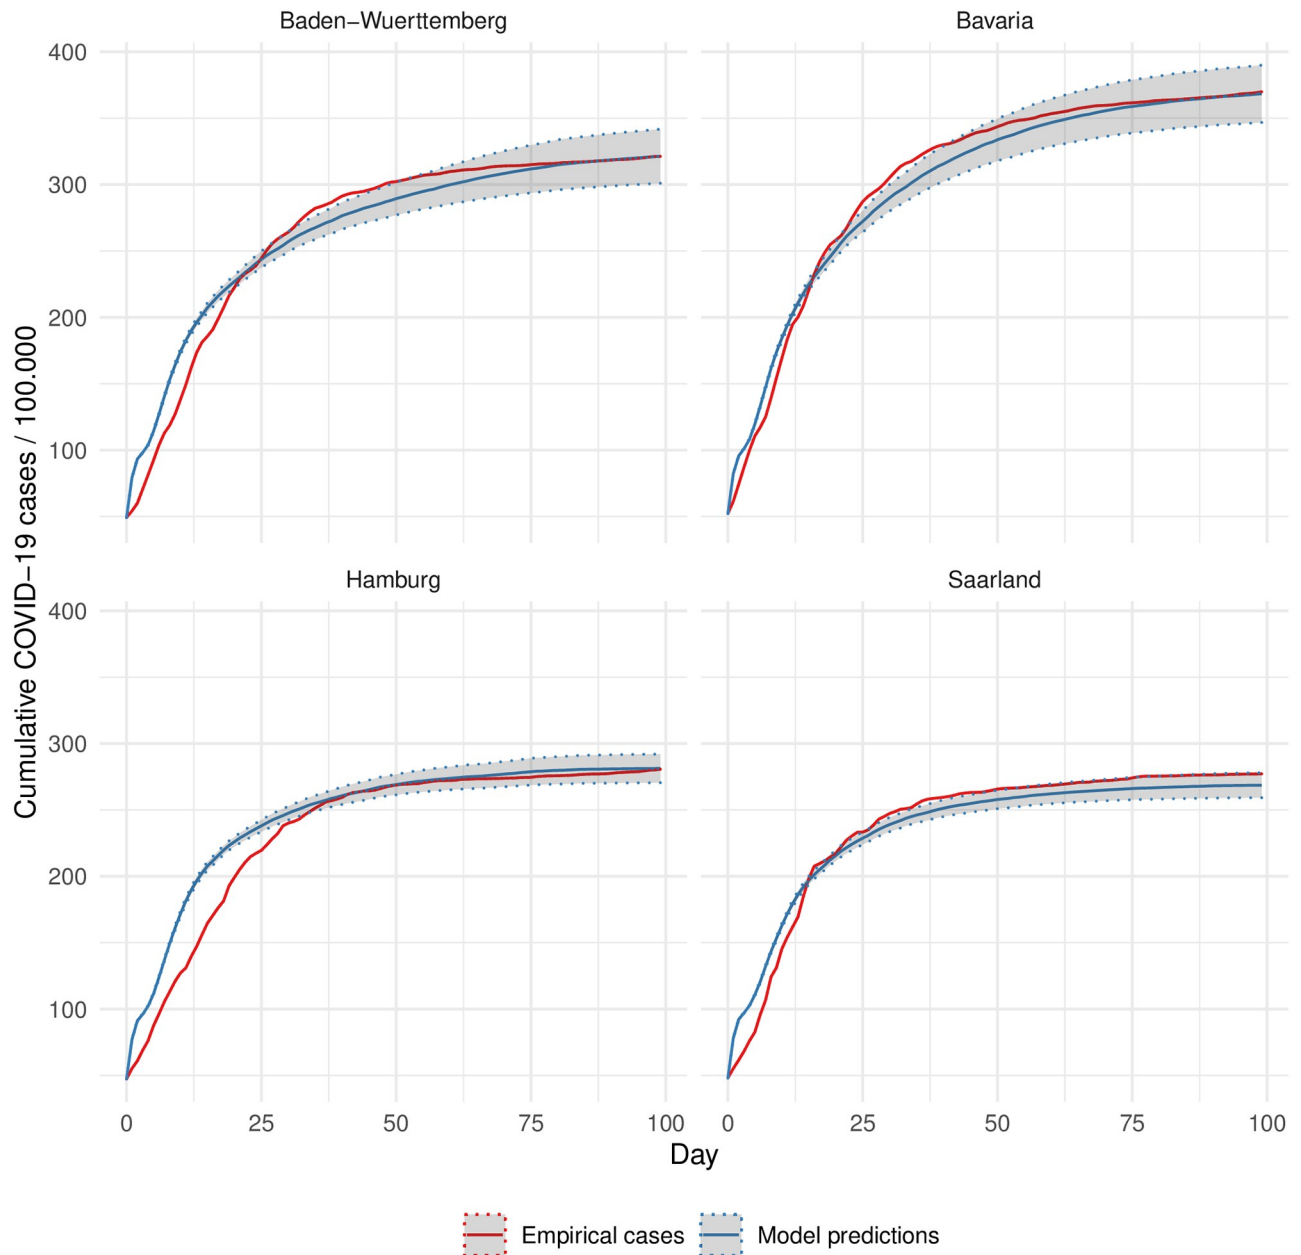 Baden−Wuerttemberg
Bavaria
400
300
200
100
Hamburg
Saarland
400
300
200
100
0 25 50 75 100
0 25 50 75 100
Cumulative COVID−19 cases / 100.000
Day
Empirical cases
Model predictions